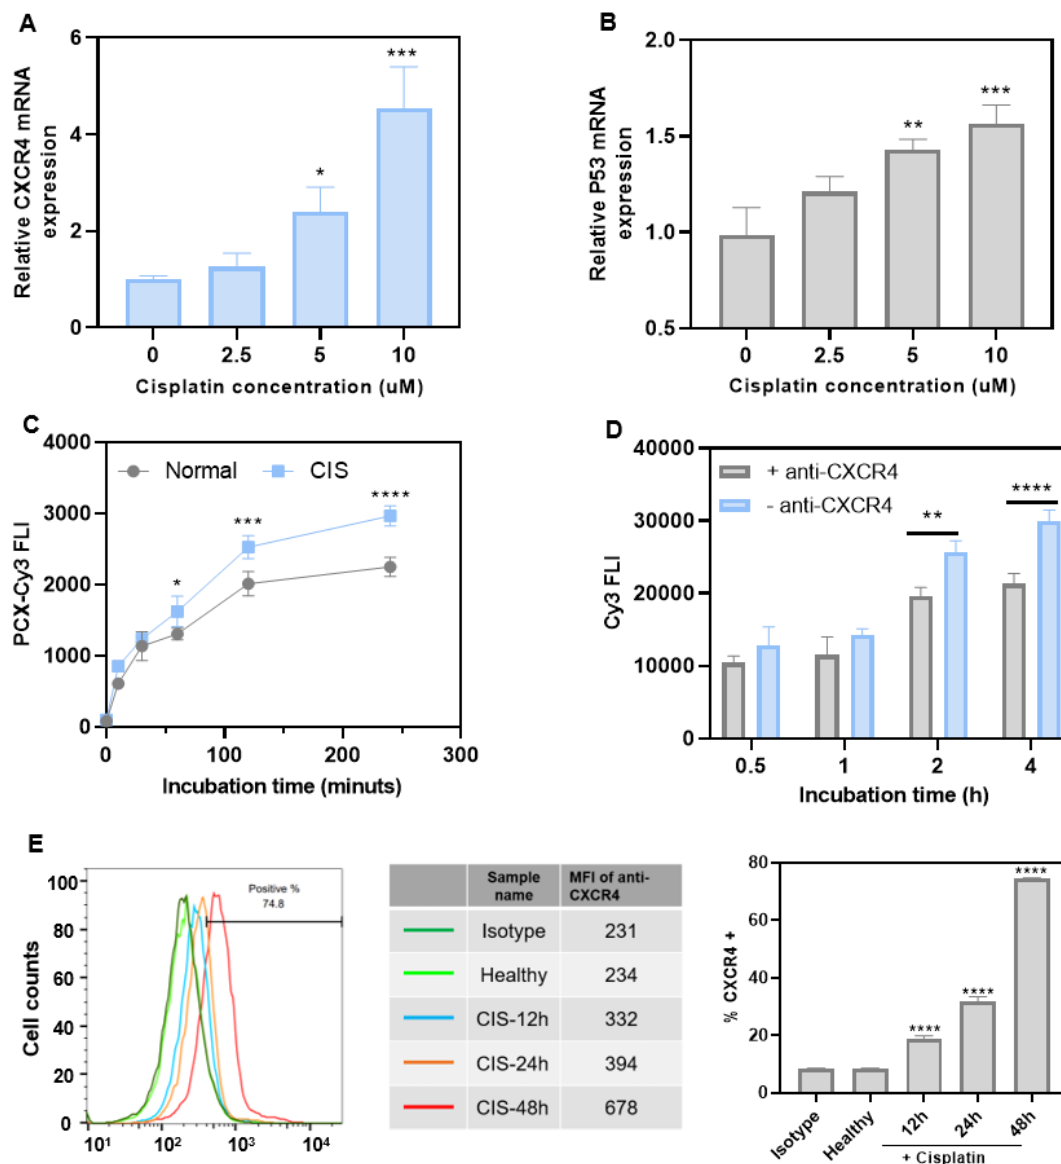 A
Relative CXCR4 mRNA
expression
6
4
2
0
*
***
0 2.5 5 10
Cisplatin concentration (uM)
B
Relative P53 mRNA
expression
2.0
1.5
1.0
0.5
**
***
0 2.5 5 10
Cisplatin concentration (uM)
C
PCX-Cy3 FLI
4000
3000
2000
1000
0
Normal CIS
*
***
****
0 100 200 300
Incubation time (minuts)
D
Cy3 FLI
40000
30000
20000
10000
0
+ anti-CXCR4
- anti-CXCR4
**
****
0.5 1 2 4
Incubation time (h)
E
Cell counts
100
80
60
40
20
0
Positive %
74.8
10¹ 10² 10³ 10⁴
Sample name MFI of anti-CXCR4
Isotype 231
Healthy 234
CIS-12h 332
CIS-24h 394
CIS-48h 678
% CXCR4 +
80
60
40
20
0
****
****
****
Isotype Healthy 12h 24h 48h
+ Cisplatin